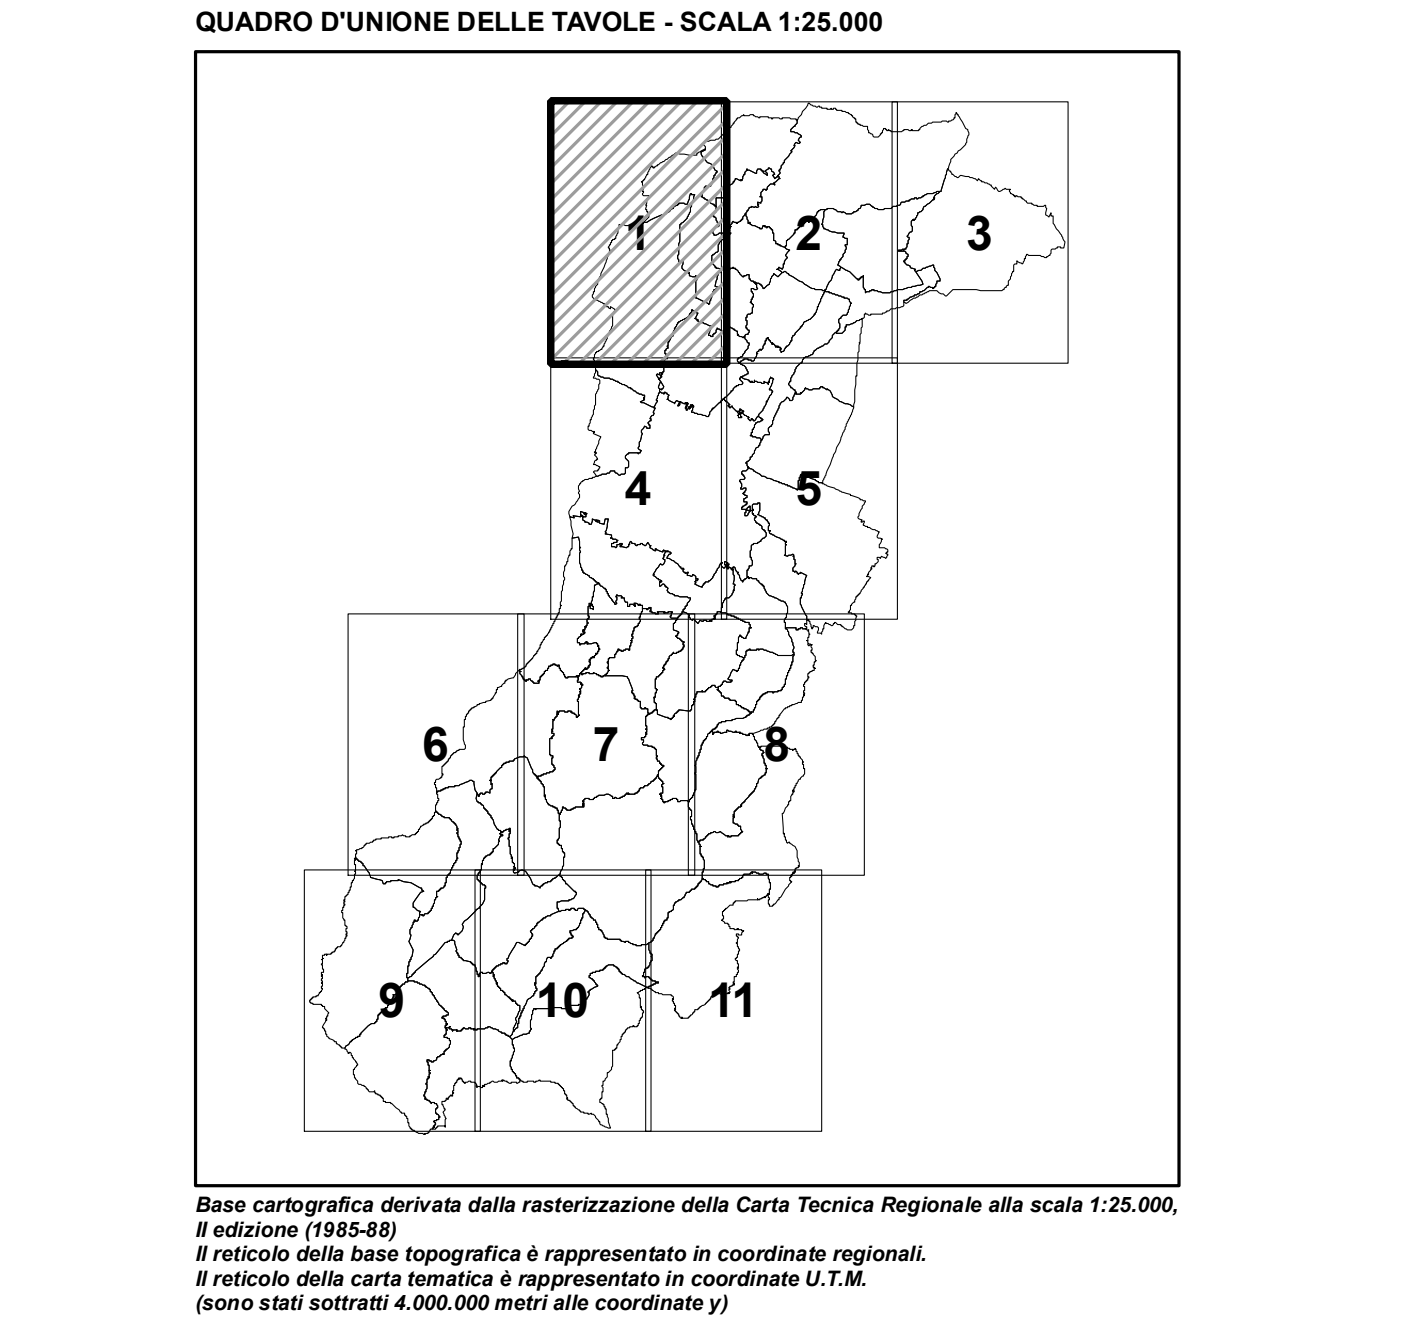 QUADRO D'UNIONE DELLE TAVOLE - SCALA 1:25.000
1
2
3
4
5
6
7
8
9
10
11
Base cartografica derivata dalla rasterizzazione della Carta Tecnica Regionale alla scala 1:25.000,
II edizione (1985-88)
Il reticolo della base topografica è rappresentato in coordinate regionali.
Il reticolo della carta tematica è rappresentato in coordinate U.T.M.
(sono stati sottratti 4.000.000 metri alle coordinate y)